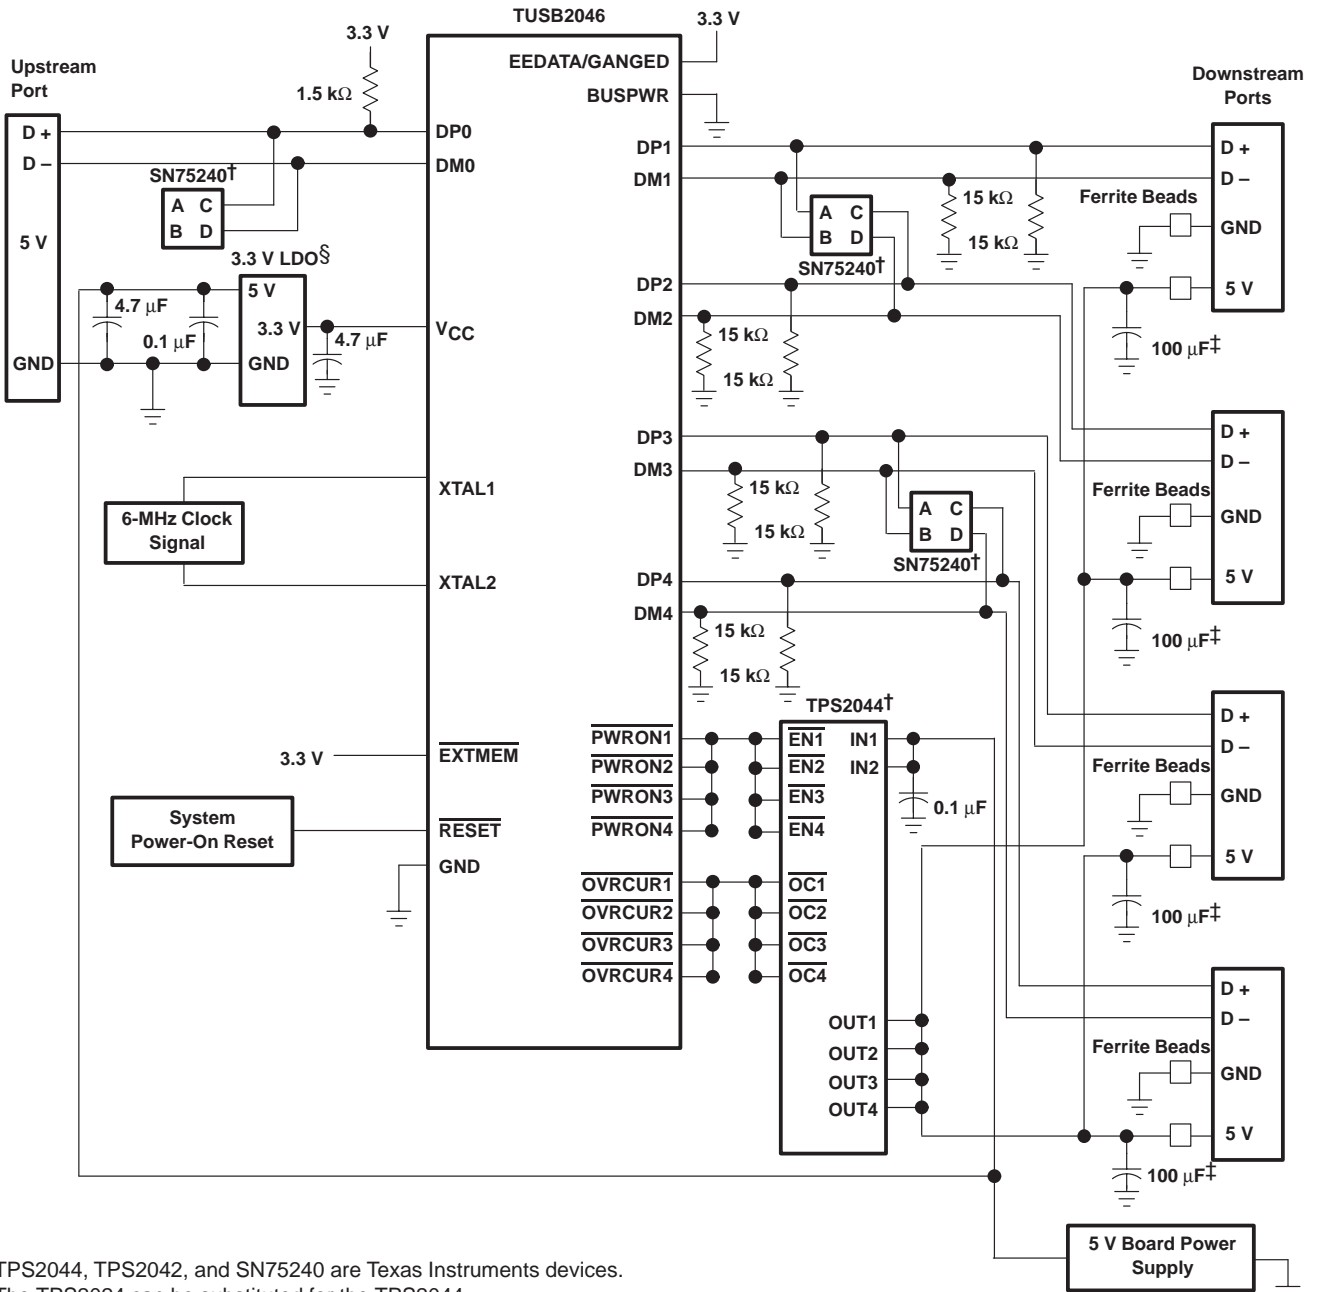 TUSB2046
3.3 V
3.3 V
EEDATA/GANGED
Upstream
Port
Downstream
Ports
1.5 kΩ
BUSPWR
D +
DP0
D –
DM0
DP1
D +
DM1
D –
SN75240†
A C
B D
15 kΩ
Ferrite Beads
A C
B D
15 kΩ
GND
5 V
3.3 V LDO§
SN75240†
5 V
DP2
5 V
4.7 µF
DM2
3.3 V
VCC
0.1 µF
4.7 µF
15 kΩ
100 µF‡
GND
GND
15 kΩ
DP3
D +
DM3
D –
XTAL1
15 kΩ
Ferrite Beads
6-MHz Clock
Signal
A C
B D
GND
15 kΩ
SN75240†
XTAL2
DP4
5 V
DM4
15 kΩ
100 µF‡
15 kΩ
TPS2044†
D +
PWRON1
EN1
IN1
D –
3.3 V
EXTMEM
PWRON2
EN2
IN2
Ferrite Beads
PWRON3
EN3
0.1 µF
GND
System
Power-On Reset
RESET
PWRON4
EN4
GND
5 V
OVRCUR1
OC1
OVRCUR2
OC2
100 µF‡
OVRCUR3
OC3
OVRCUR4
OC4
D +
OUT1
D –
OUT2
Ferrite Beads
OUT3
GND
OUT4
5 V
100 µF‡
5 V Board Power
Supply
TPS2044, TPS2042, and SN75240 are Texas Instruments devices.